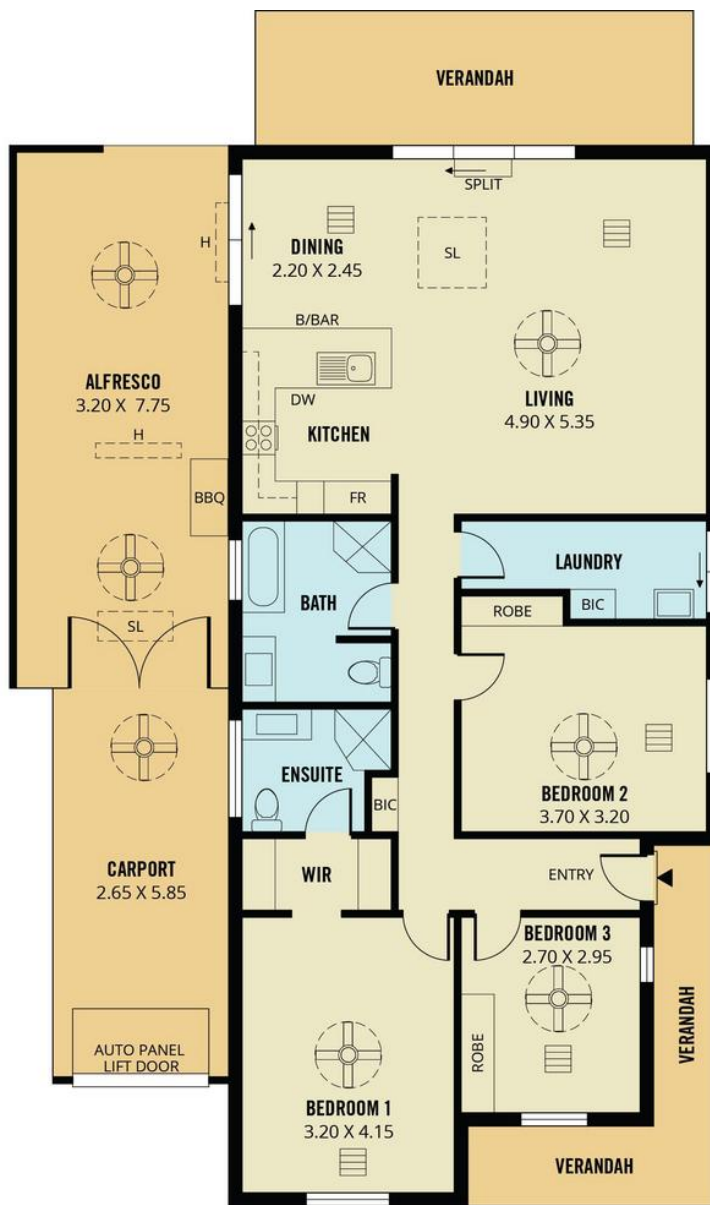 VERANDAH
SPLIT
H
DINING
2.20 X 2.45
SL
B/BAR
ALFRESCO
3.20 X 7.75
DW
LIVING
4.90 X 5.35
H
KITCHEN
BBQ
FR
LAUNDRY
BATH
BIC
ROBE
SL
ENSUITE
BIC
BEDROOM 2
3.70 X 3.20
CARPORT
2.65 X 5.85
WIR
ENTRY
BEDROOM 3
2.70 X 2.95
VERANDAH
ROBE
AUTO PANEL
LIFT DOOR
BEDROOM 1
3.20 X 4.15
VERANDAH